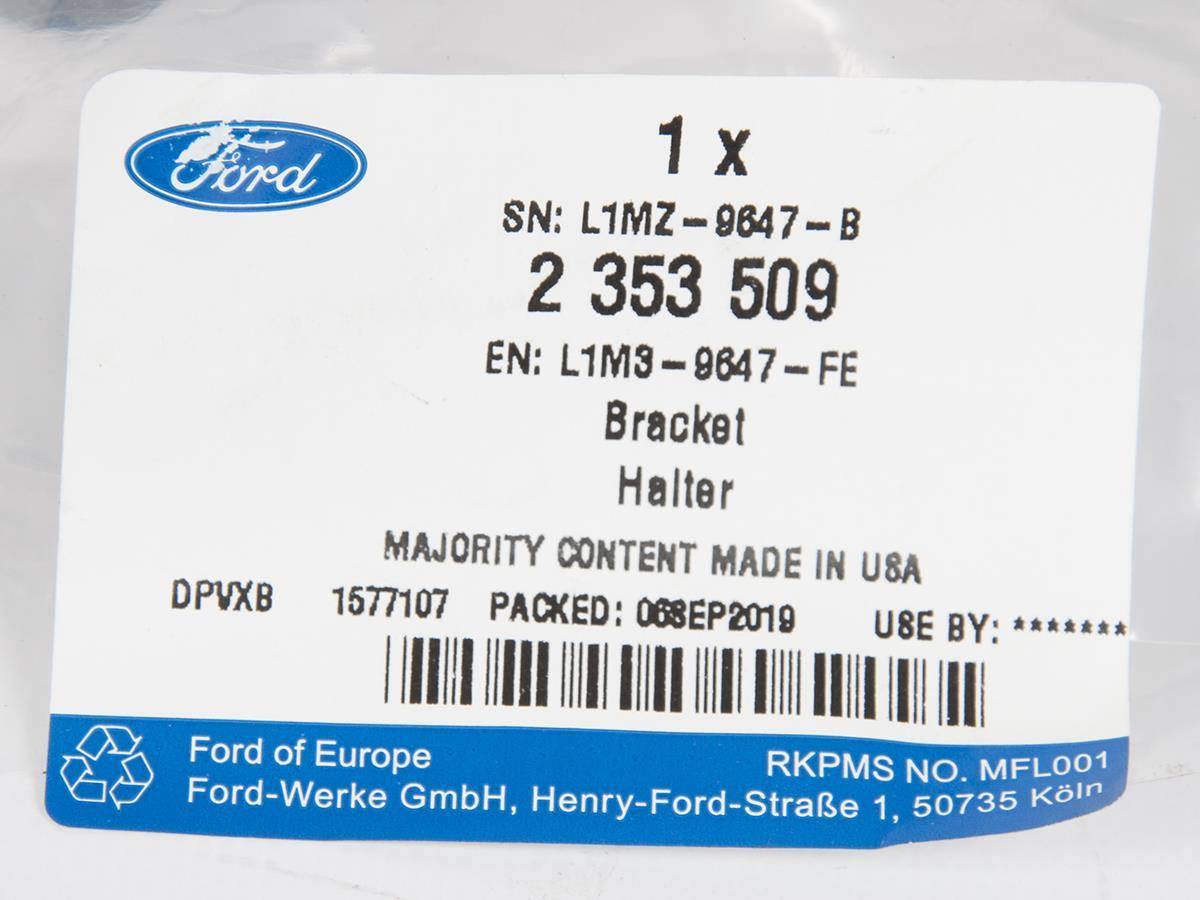 Ford
1 x
SN: L1MZ-9647-B
2 353 509
EN: L1MS-9647-FE
Bracket
Halter
MAJORITY CONTENT MADE IN USA
DPVXB 1577107 PACKED: 06SEP2019 USE BY: *******
Ford of Europe RKPMS NO. MFL001
Ford-Werke GmbH, Henry-Ford-Straße 1, 50735 Köln